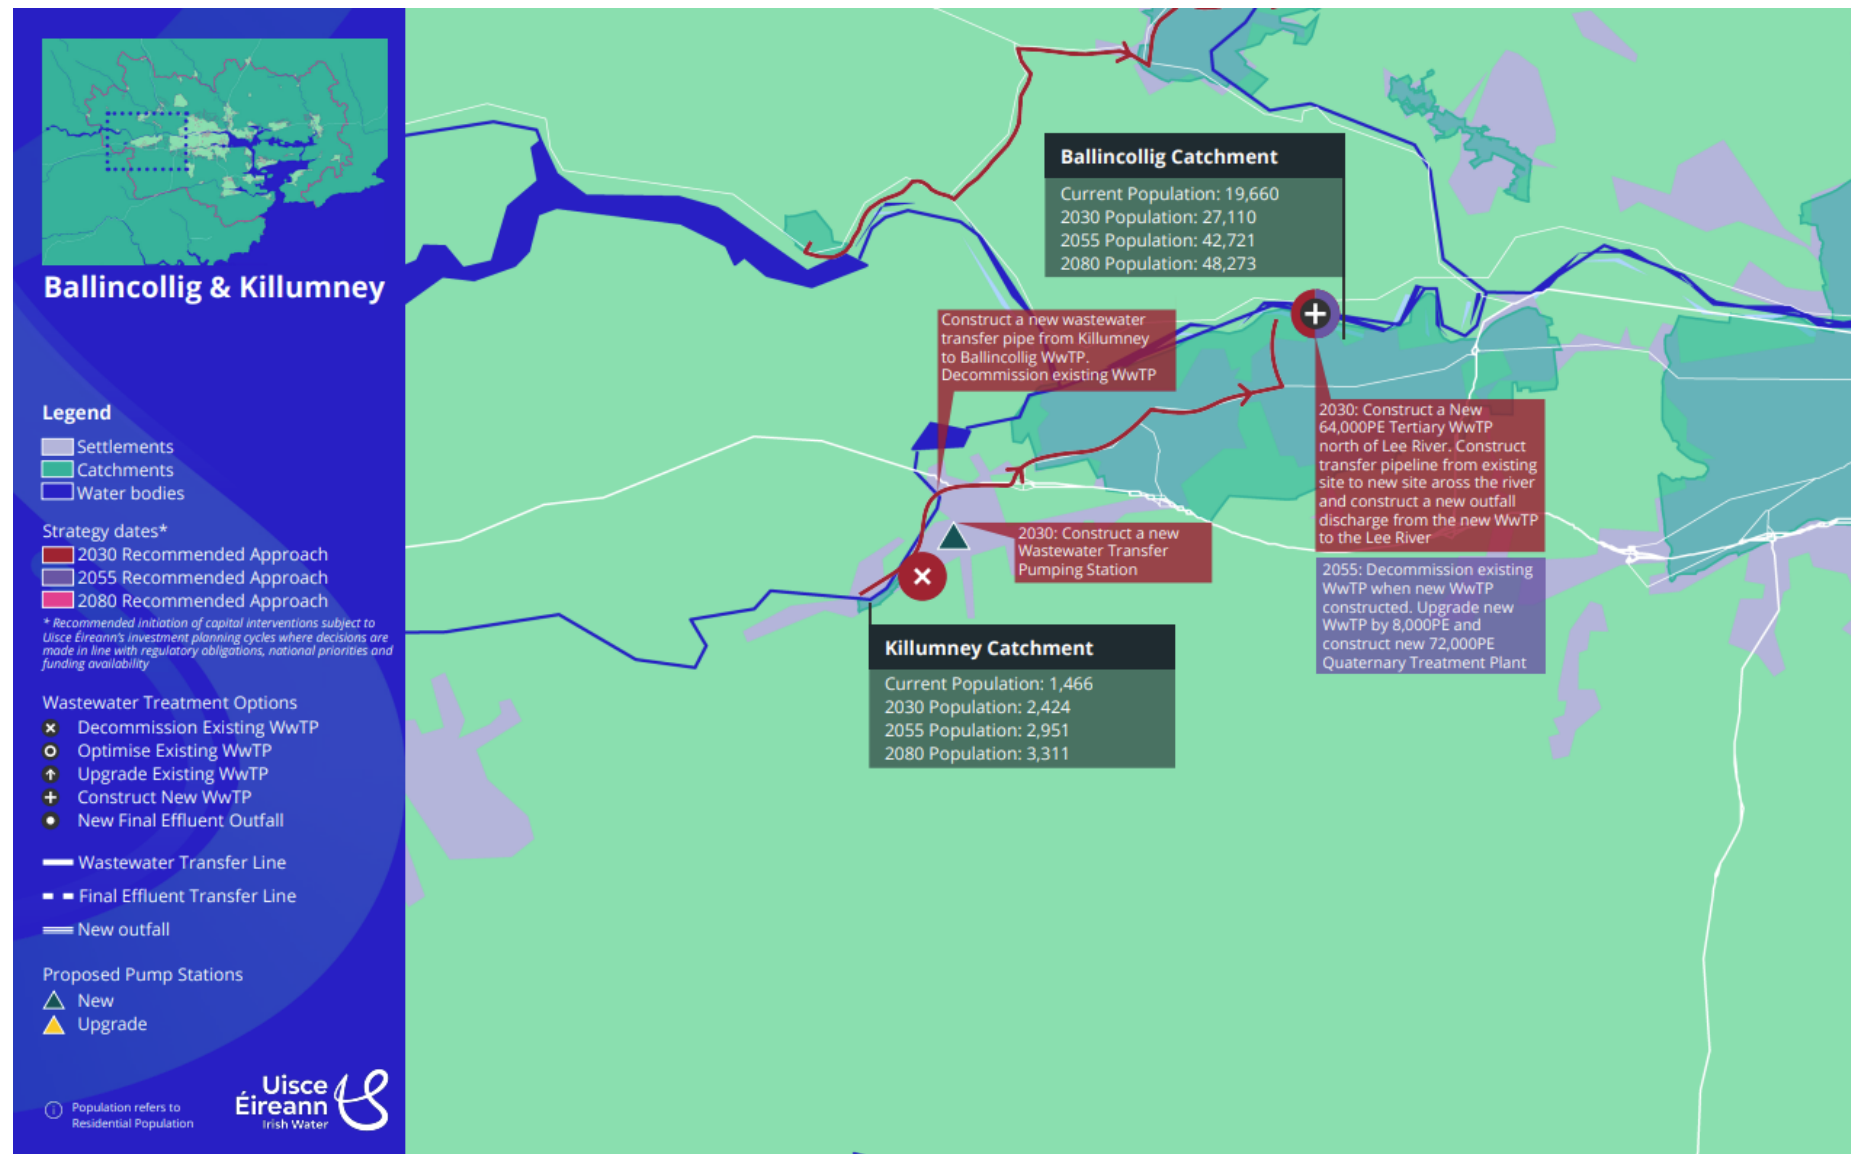 Ballincollig & Killumney
Legend
Settlements
Catchments
Water bodies
Strategy dates*
2030 Recommended Approach
2055 Recommended Approach
2080 Recommended Approach
* Recommended initiation of capital interventions subject to
Uisce Éireann's investment planning cycles where decisions are
made in line with regulatory obligations, national priorities and
funding availability
Wastewater Treatment Options
Decommission Existing WwTP
Optimise Existing WwTP
Upgrade Existing WwTP
Construct New WwTP
New Final Effluent Outfall
Wastewater Transfer Line
Final Effluent Transfer Line
New outfall
Proposed Pump Stations
New
Upgrade
Population refers to
Residential Population
Uisce
Éireann
Irish Water
Ballincollig Catchment
Current Population: 19,660
2030 Population: 27,110
2055 Population: 42,721
2080 Population: 48,273
Construct a new wastewater
transfer pipe from Killumney
to Ballincollig WwTP.
Decommission existing WwTP
2030: Construct a New
64,000PE Tertiary WwTP
north of Lee River. Construct
transfer pipeline from existing
site to new site aross the river
and construct a new outfall
discharge from the new WwTP
to the Lee River
2030: Construct a new
Wastewater Transfer
Pumping Station
2055: Decommission existing
WwTP when new WwTP
constructed. Upgrade new
WwTP by 8,000PE and
construct new 72,000PE
Quaternary Treatment Plant
Killumney Catchment
Current Population: 1,466
2030 Population: 2,424
2055 Population: 2,951
2080 Population: 3,311